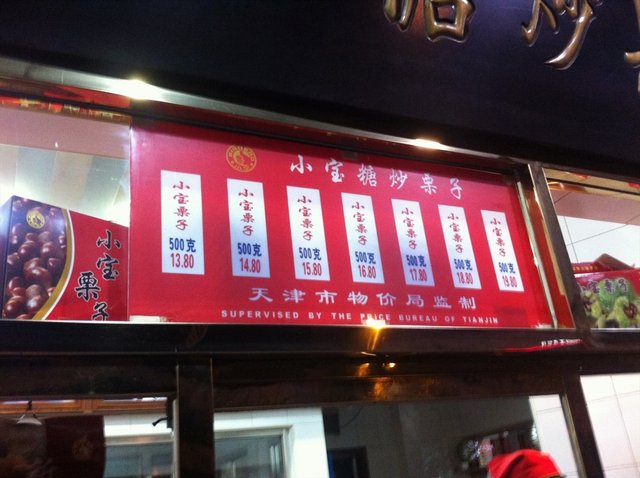 糖炒
小宝糖炒栗子
小宝栗子
500克
13.80
小宝栗子
500克
14.80
小宝栗子
500克
15.80
小宝栗子
500克
16.80
小宝栗子
500克
17.80
小宝栗子
500克
18.80
小宝栗子
500克
19.80
天津市物价局监制
SUPERVISED BY THE PRICE BUREAU OF TIANJIN
小宝栗子